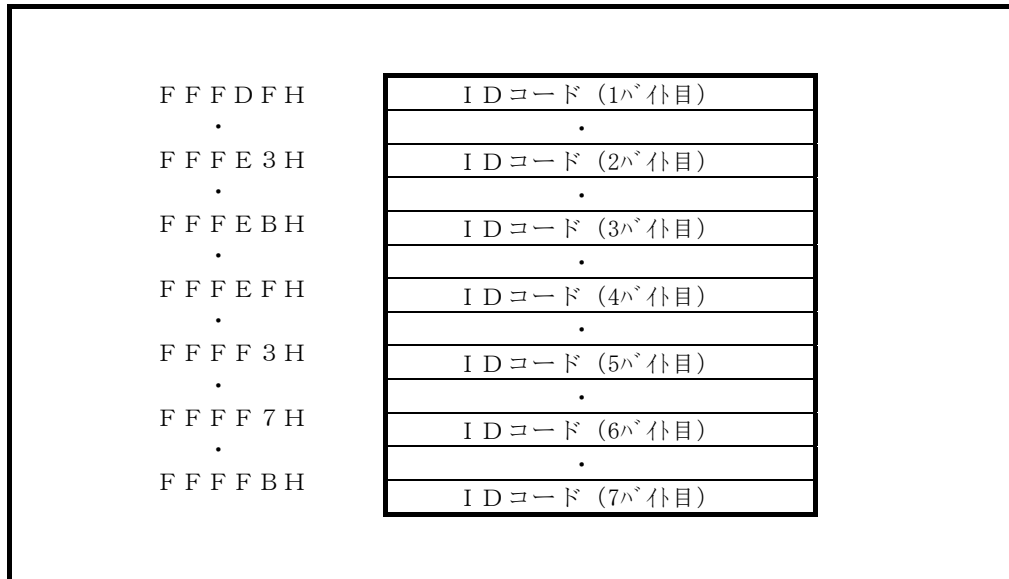 ＦＦＦＤＦＨ　ＩＤコード（1ﾊﾞｲﾄ目）
・　・
ＦＦＦＥ３Ｈ　ＩＤコード（2ﾊﾞｲﾄ目）
・　・
ＦＦＦＥＢＨ　ＩＤコード（3ﾊﾞｲﾄ目）
・　・
ＦＦＦＥＦＨ　ＩＤコード（4ﾊﾞｲﾄ目）
・　・
ＦＦＦＦ３Ｈ　ＩＤコード（5ﾊﾞｲﾄ目）
・　・
ＦＦＦＦ７Ｈ　ＩＤコード（6ﾊﾞｲﾄ目）
・　・
ＦＦＦＦＢＨ　ＩＤコード（7ﾊﾞｲﾄ目）